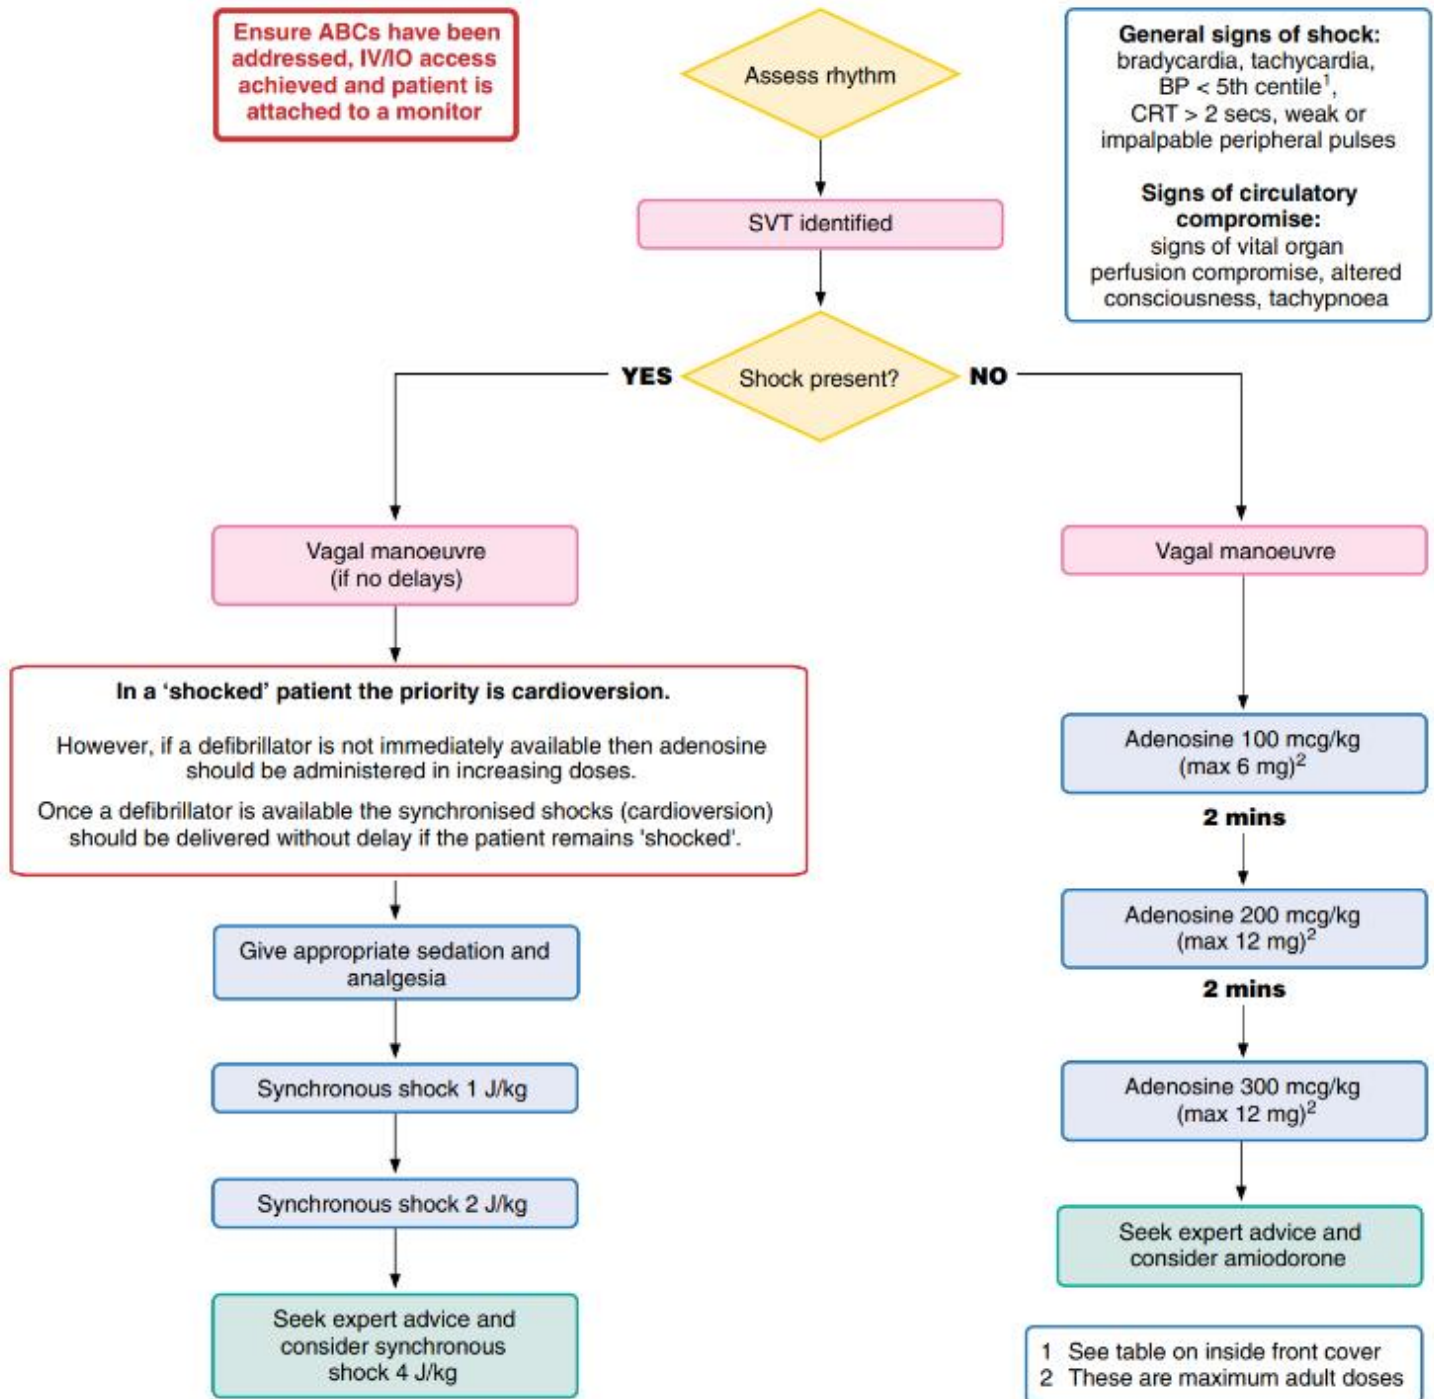 Ensure ABCs have been
addressed, IV/IO access
achieved and patient is
attached to a monitor
Assess rhythm
General signs of shock:
bradycardia, tachycardia,
BP < 5th centile1,
CRT > 2 secs, weak or
impalpable peripheral pulses
Signs of circulatory
compromise:
signs of vital organ
perfusion compromise, altered
consciousness, tachypnoea
SVT identified
YES
Shock present?
NO
Vagal manoeuvre
(if no delays)
In a ‘shocked’ patient the priority is cardioversion.
However, if a defibrillator is not immediately available then adenosine
should be administered in increasing doses.
Once a defibrillator is available the synchronised shocks (cardioversion)
should be delivered without delay if the patient remains 'shocked'.
Give appropriate sedation and
analgesia
Synchronous shock 1 J/kg
Synchronous shock 2 J/kg
Seek expert advice and
consider synchronous
shock 4 J/kg
Vagal manoeuvre
Adenosine 100 mcg/kg
(max 6 mg)2
2 mins
Adenosine 200 mcg/kg
(max 12 mg)2
2 mins
Adenosine 300 mcg/kg
(max 12 mg)2
Seek expert advice and
consider amiodorone
1 See table on inside front cover
2 These are maximum adult doses